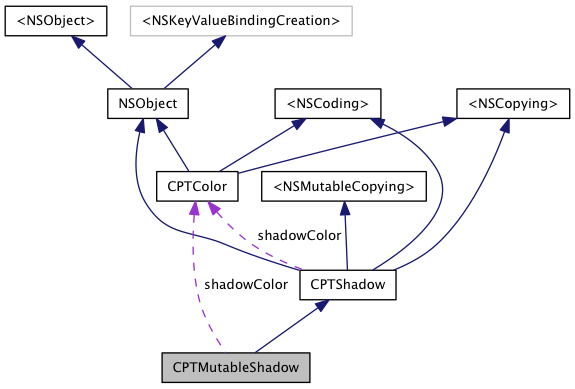 <NSObject>
<NSKeyValueBindingCreation>
NSObject
<NSCoding>
<NSCopying>
CPTColor
<NSMutableCopying>
shadowColor
CPTShadow
shadowColor
CPTMutableShadow